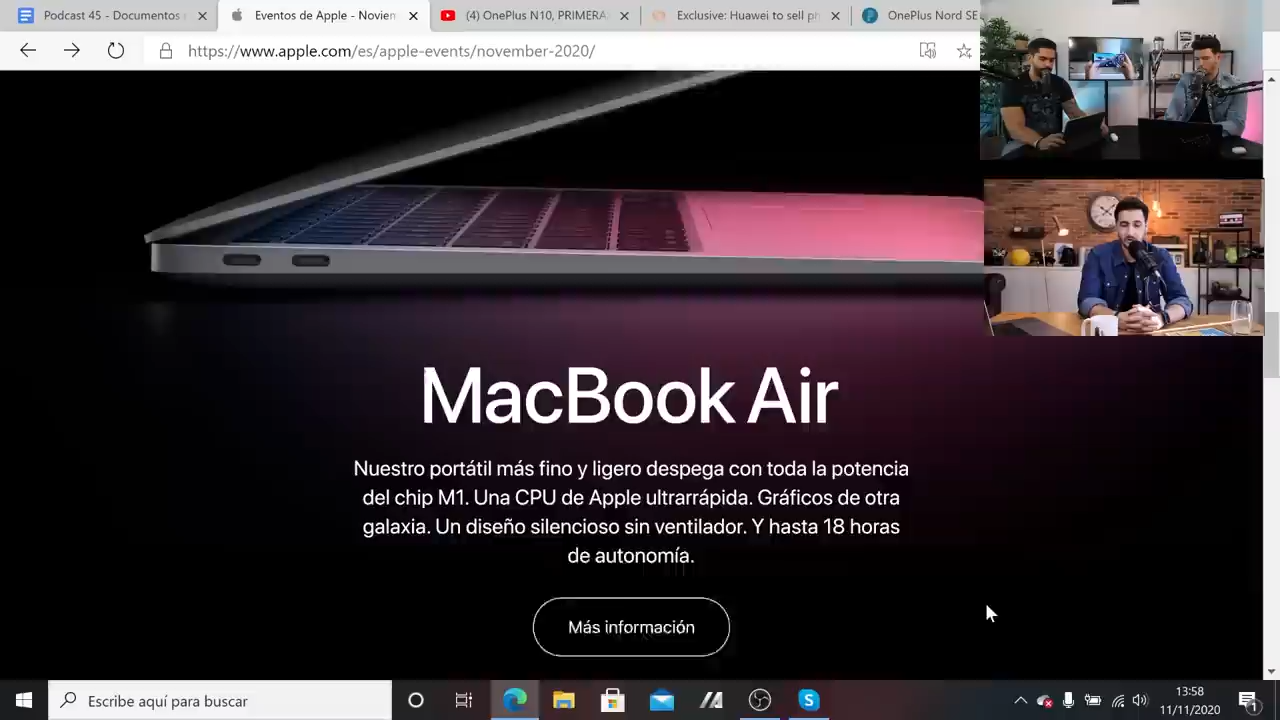 Podcast 45 - Documentos
Eventos de Apple - Novien
(4) OnePlus N10, PRIMERA
Exclusive: Huawei to sell ph
OnePlus Nord SE
https://www.apple.com/es/apple-events/november-2020/
MacBook Air
Nuestro portátil más fino y ligero despega con toda la potencia
del chip M1. Una CPU de Apple ultrarrápida. Gráficos de otra
galaxia. Un diseño silencioso sin ventilador. Y hasta 18 horas
de autonomía.
Más información
Escribe aquí para buscar
13:58
11/11/2020
1